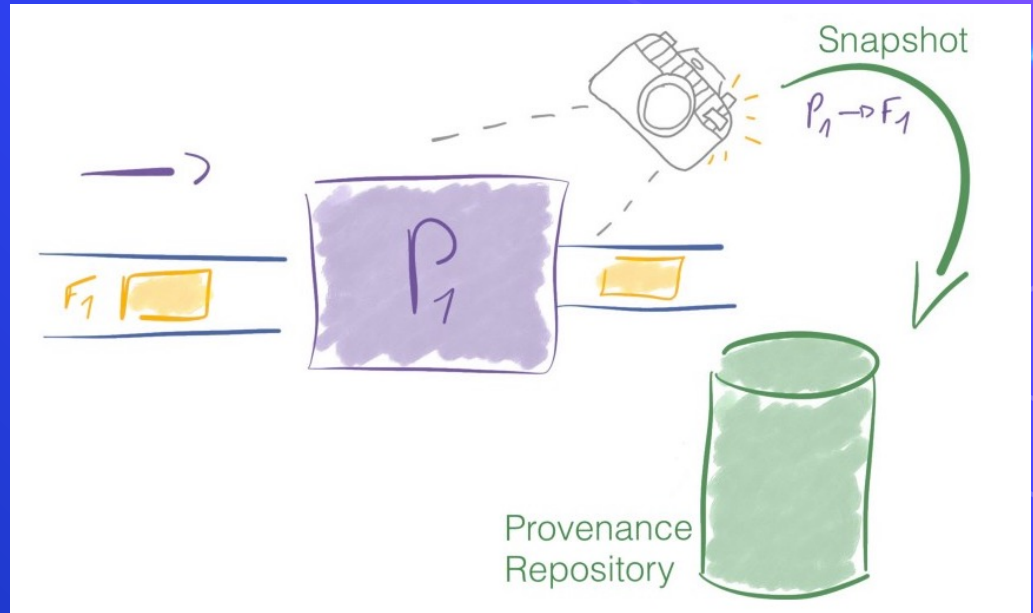 Snapshot
P1→F1
P1
F1
Provenance
Repository